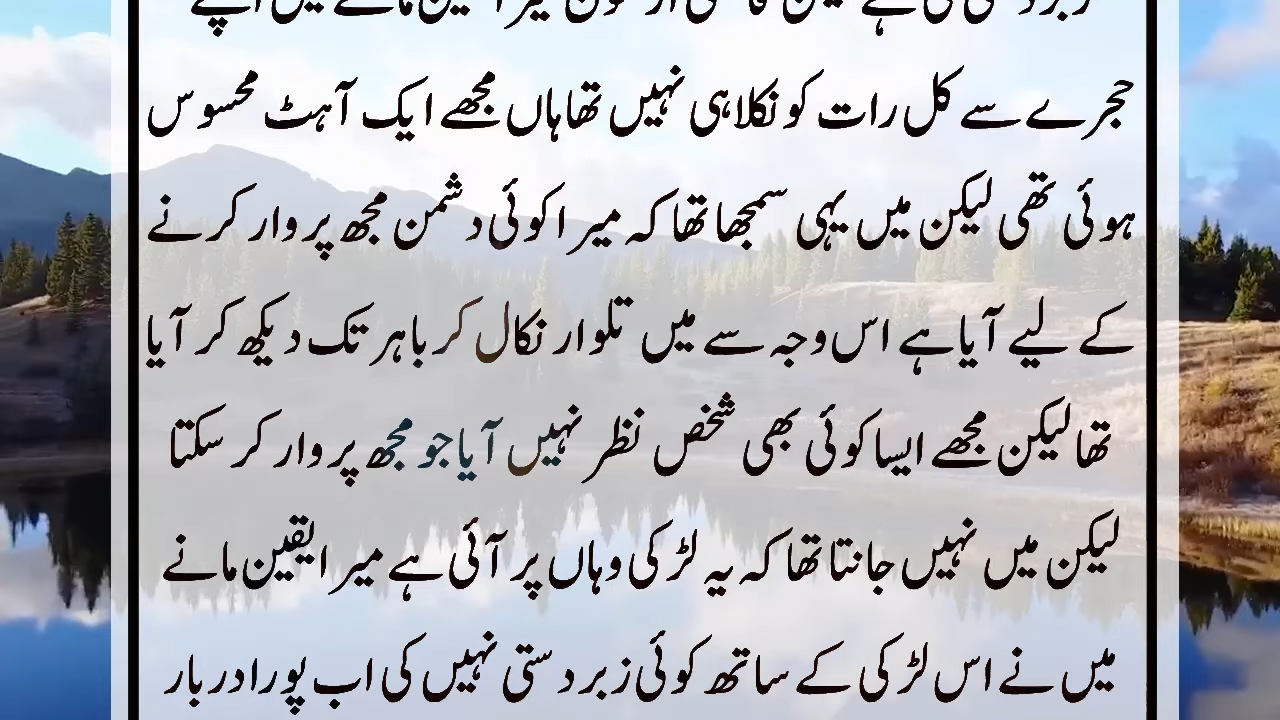 حجرے سے کل رات کو نکلا ہی نہیں تھا ہاں مجھے ایک آہٹ محسوس
ہوئی تھی لیکن میں یہی سمجھا تھا کہ میرا کوئی دشمن مجھ پر وار کرنے
کے لیے آیا ہے اس وجہ سے میں تلوار نکال کر باہر تک دیکھ کر آیا
تھا لیکن مجھے ایسا کوئی بھی شخص نظر نہیں آیا جو مجھ پر وار کر سکتا
لیکن میں نہیں جانتا تھا کہ یہ لڑکی وہاں پر آئی ہے میرا یقین مانے
میں نے اس لڑکی کے ساتھ کوئی زبردستی نہیں کی اب پورا دربار